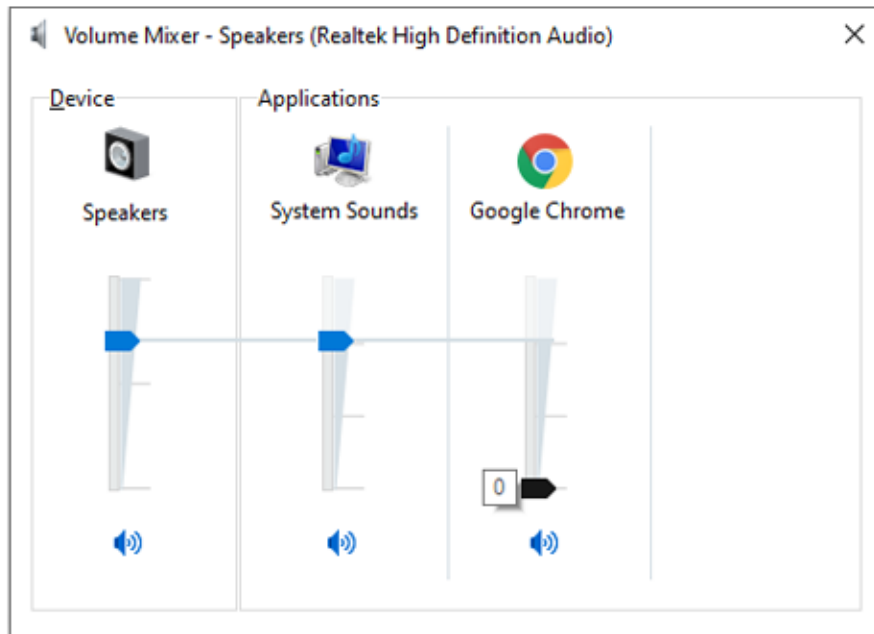 Volume Mixer - Speakers (Realtek High Definition Audio)
Device
Applications
Speakers
System Sounds
Google Chrome
0